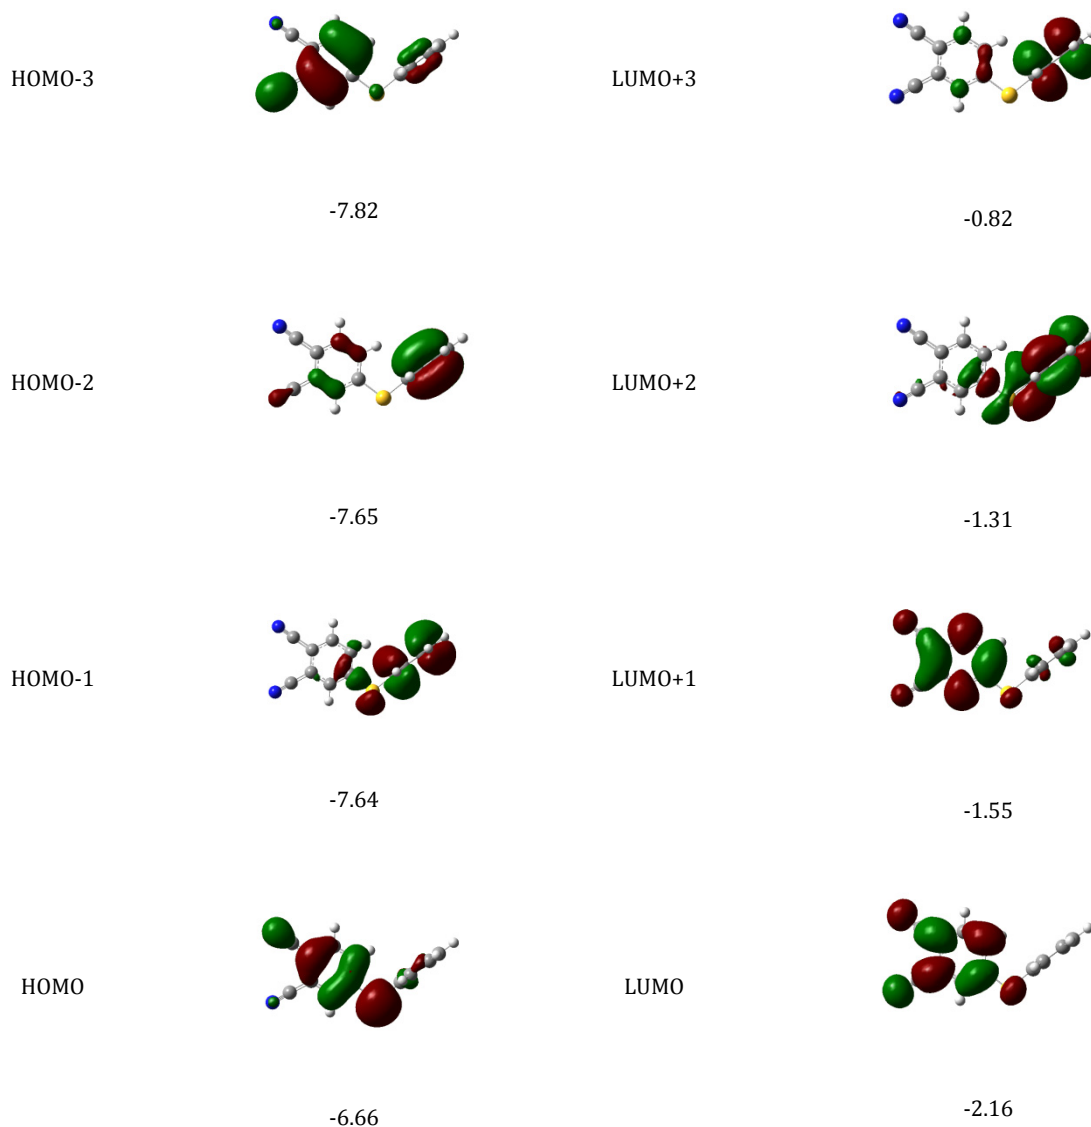 HOMO-3
LUMO+3
-7.82
-0.82
HOMO-2
LUMO+2
-7.65
-1.31
HOMO-1
LUMO+1
-7.64
-1.55
HOMO
LUMO
-6.66
-2.16